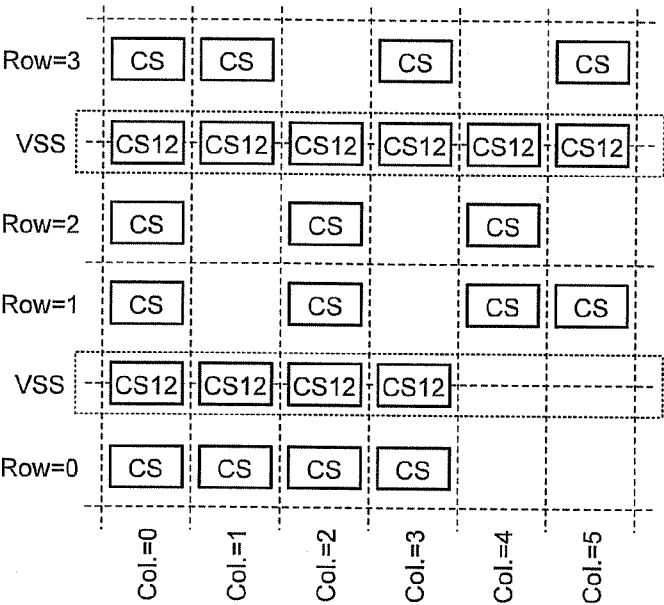 Row=3 CS CS CS CS
VSS CS12 CS12 CS12 CS12 CS12 CS12
Row=2 CS CS CS
Row=1 CS CS CS CS
VSS CS12 CS12 CS12 CS12
Row=0 CS CS CS CS
Col.=0 Col.=1 Col.=2 Col.=3 Col.=4 Col.=5